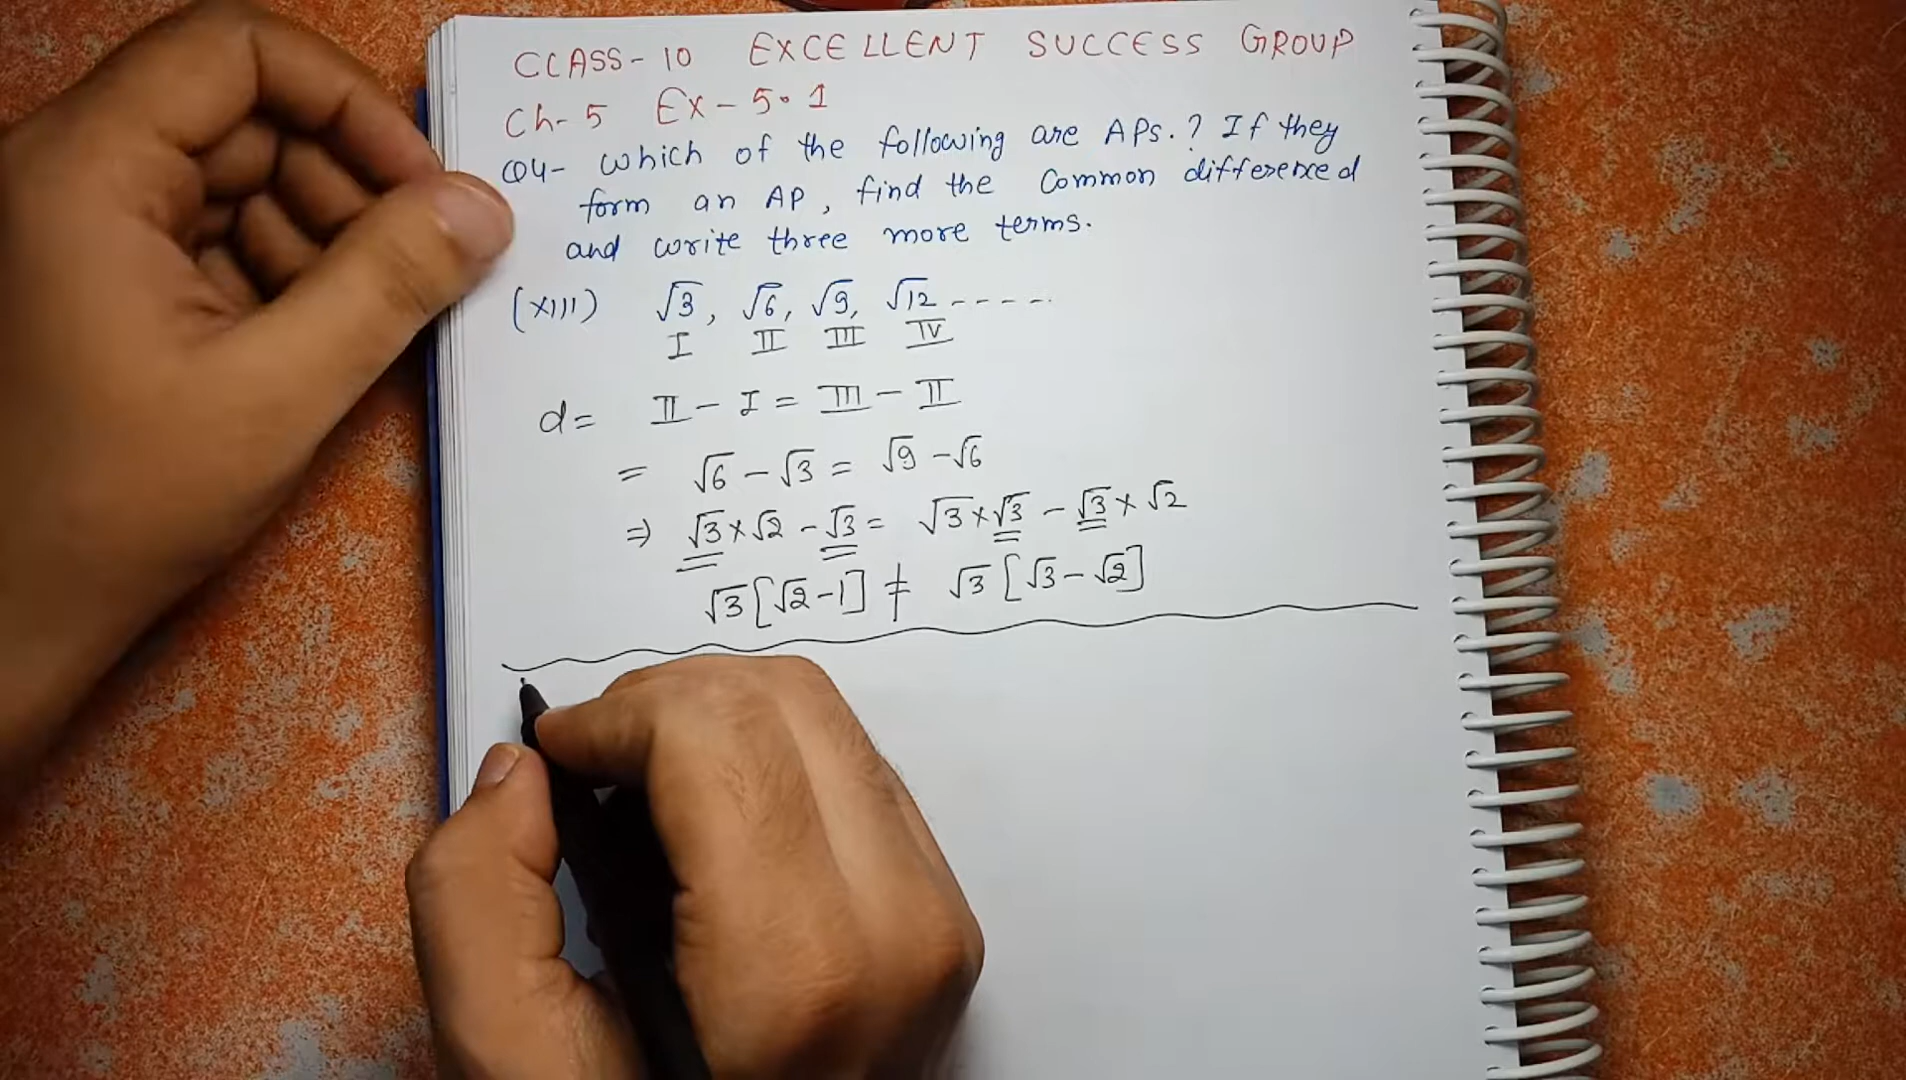 CLASS - 10 EXCELLENT SUCCESS GROUP
Ch- 5 Ex - 5.1
Q4- which of the following are APs.? If they
form an AP, find the Common difference d
and write three more terms.
(XIII) √3, √6, √9, √12 -----
I II III IV
d= II - I = III - II
= √6 - √3 = √9 - √6
⇒ √3 × √2 - √3 = √3 × √3 - √3 × √2
√3 [√2 - 1] ≠ √3 [√3 - √2]